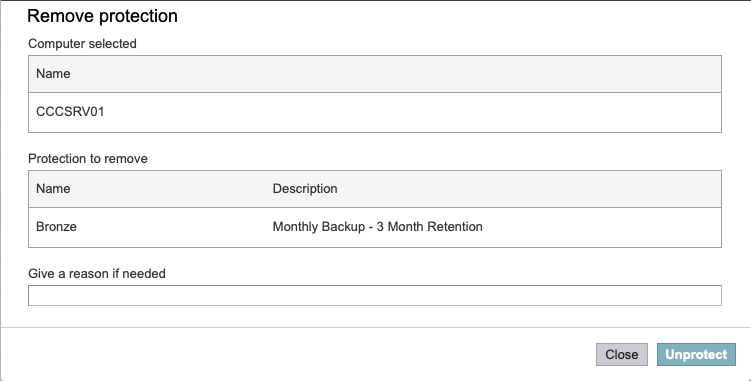 Remove protection
Computer selected
Name
CCCSRV01
Protection to remove
Name Description
Bronze Monthly Backup - 3 Month Retention
Give a reason if needed
Close Unprotect